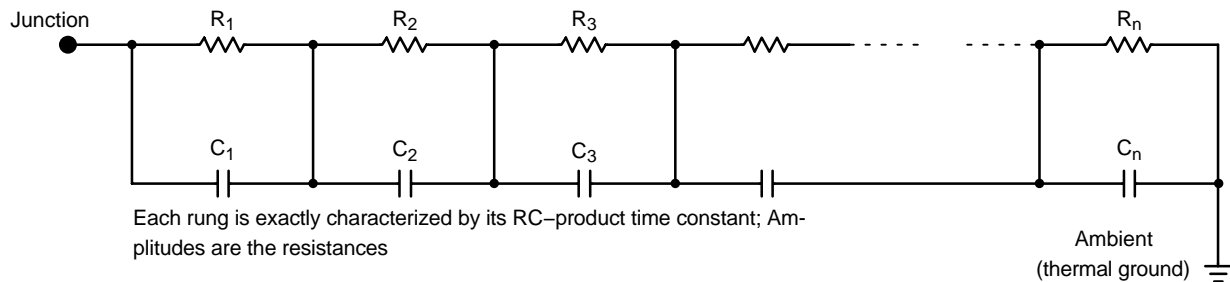 Junction
R1
R2
R3
Rn
C1
C2
C3
Cn
Each rung is exactly characterized by its RC−product time constant; Am-
plitudes are the resistances
Ambient
(thermal ground)